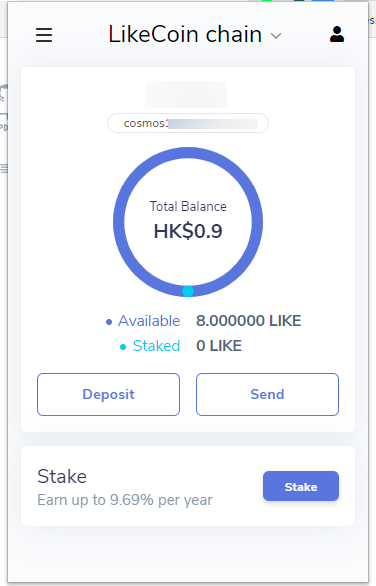 LikeCoin chain
cosmos1
Total Balance
HK$0.9
Available 8.000000 LIKE
Staked 0 LIKE
Deposit Send
Stake
Earn up to 9.69% per year
Stake